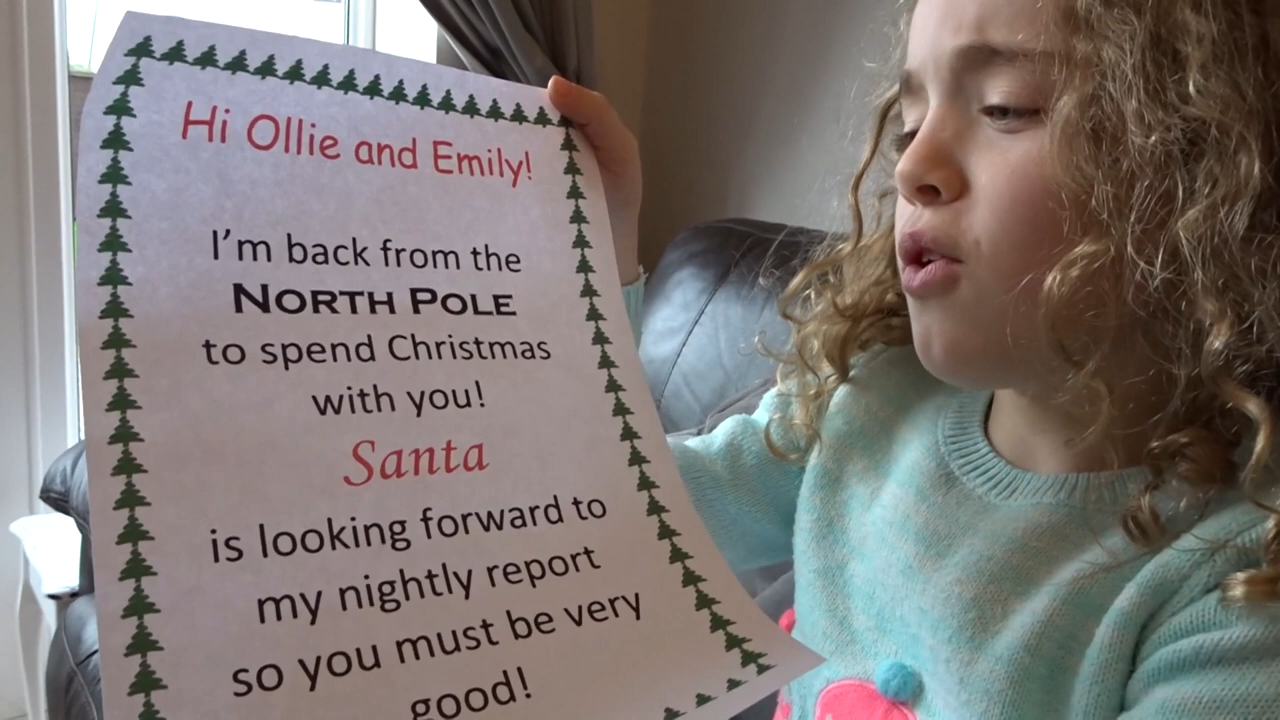 Hi Ollie and Emily!
I'm back from the
NORTH POLE
to spend Christmas
with you!
Santa
is looking forward to
my nightly report
so you must be very
good!